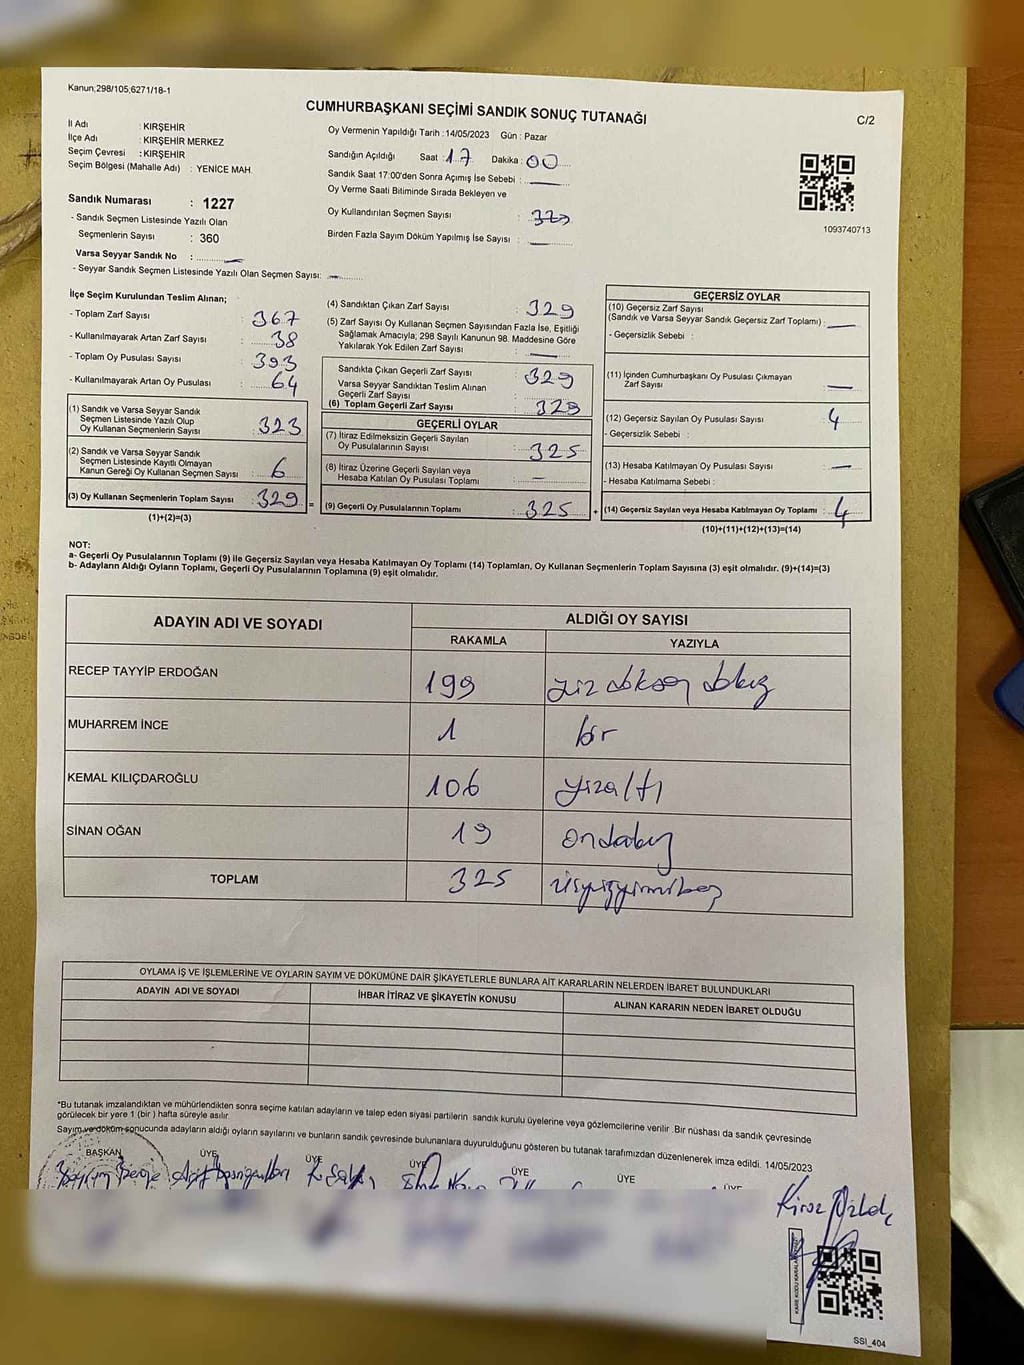 Kanun,298/105,6271/18-1
CUMHURBAŞKANI SEÇİMİ SANDIK SONUÇ TUTANAĞI
C/2
İl Adı : KIRŞEHİR
İlçe Adı : KIRŞEHİR MERKEZ
Seçim Çevresi : KIRŞEHİR
Seçim Bölgesi (Mahalle Adı) : YENİCE MAH.
Oy Vermenin Yapıldığı Tarih :14/05/2023 Gün : Pazar
Sandığın Açıldığı Saat : 17 Dakika : 00
Sandık Saat 17:00'den Sonra Açımış İse Sebebi : —
Oy Verme Saati Bitiminde Sırada Bekleyen ve
Oy Kullandırılan Seçmen Sayısı :
Birden Fazla Sayım Döküm Yapılmış İse Sayısı : —
1093740713
Sandık Numarası : 1227
- Sandık Seçmen Listesinde Yazılı Olan
Seçmenlerin Sayısı : 360
Varsa Seyyar Sandık No : —
- Seyyar Sandık Seçmen Listesinde Yazılı Olan Seçmen Sayısı: —
İlçe Seçim Kurulundan Teslim Alınan;
- Toplam Zarf Sayısı : 367
- Kullanılmayarak Artan Zarf Sayısı : 38
- Toplam Oy Pusulası Sayısı : 393
- Kullanılmayarak Artan Oy Pusulası : 64
(1) Sandık ve Varsa Seyyar Sandık
Seçmen Listesinde Yazılı Olup
Oy Kullanan Seçmenlerin Sayısı : 323
(2) Sandık ve Varsa Seyyar Sandık
Seçmen Listesinde Kayıtlı Olmayan
Kanun Gereği Oy Kullanan Seçmen Sayısı : 6
(3) Oy Kullanan Seçmenlerin Toplam Sayısı : 329 =
(1)+(2)=(3)
(4) Sandıktan Çıkan Zarf Sayısı : 329
(5) Zarf Sayısı Oy Kullanan Seçmen Sayısından Fazla İse, Eşitliği
Sağlamak Amacıyla; 298 Sayılı Kanunun 98. Maddesine Göre
Yakılarak Yok Edilen Zarf Sayısı : —
Sandıkta Çıkan Geçerli Zarf Sayısı : 329
Varsa Seyyar Sandıktan Teslim Alınan
Geçerli Zarf Sayısı :
(6) Toplam Geçerli Zarf Sayısı : 329
GEÇERLİ OYLAR
(7) İtiraz Edilmeksizin Geçerli Sayılan
Oy Pusulalarının Sayısı : 325
(8) İtiraz Üzerine Geçerli Sayılan veya
Hesaba Katılan Oy Pusulası Toplamı : —
(9) Geçerli Oy Pusulalarının Toplamı : 325 +
GEÇERSİZ OYLAR
(10) Geçersiz Zarf Sayısı
(Sandık ve Varsa Seyyar Sandık Geçersiz Zarf Toplamı) : —
- Geçersizlik Sebebi :
(11) İçinden Cumhurbaşkanı Oy Pusulası Çıkmayan
Zarf Sayısı : —
(12) Geçersiz Sayılan Oy Pusulası Sayısı : 4
- Geçersizlik Sebebi :
(13) Hesaba Katılmayan Oy Pusulası Sayısı : —
- Hesaba Katılmama Sebebi :
(14) Geçersiz Sayılan veya Hesaba Katılmayan Oy Toplamı : 4
(10)+(11)+(12)+(13)=(14)
NOT:
a- Geçerli Oy Pusulalarının Toplamı (9) ile Geçersiz Sayılan veya Hesaba Katılmayan Oy Toplamı (14) Toplamları, Oy Kullanan Seçmenlerin Toplam Sayısına (3) eşit olmalıdır. (9)+(14)=(3)
b- Adayların Aldığı Oyların Toplamı, Geçerli Oy Pusulalarının Toplamına (9) eşit olmalıdır.
ADAYIN ADI VE SOYADI ALDIĞI OY SAYISI
RAKAMLA YAZIYLA
RECEP TAYYİP ERDOĞAN 199 yüz doksan dokuz
MUHARREM İNCE 1 bir
KEMAL KILIÇDAROĞLU 106 yüzaltı
SİNAN OĞAN 19 ondokuz
TOPLAM 325 üçyüzyirmibeş
OYLAMA İŞ VE İŞLEMLERİNE VE OYLARIN SAYIM VE DÖKÜMÜNE DAİR ŞİKAYETLERLE BUNLARA AİT KARARLARIN NELERDEN İBARET BULUNDUKLARI
ADAYIN ADI VE SOYADI İHBAR İTİRAZ VE ŞİKAYETİN KONUSU ALINAN KARARIN NEDEN İBARET OLDUĞU
*Bu tutanak imzalandıktan ve mühürlendikten sonra seçime katılan adayların ve talep eden siyasi partilerin sandık kurulu üyelerine veya gözlemcilerine verilir .Bir nüshası da sandık çevresinde
görülecek bir yere 1 (bir ) hafta süreyle asılır.
Sayım ve döküm sonucunda adayların aldığı oyların sayılarını ve bunların sandık çevresinde bulunanlara duyurulduğunu gösteren bu tutanak tarafımızdan düzenlenerek imza edildi. 14/05/2023
BAŞKAN ÜYE ÜYE ÜYE ÜYE ÜYE ÜYE
SSI_404